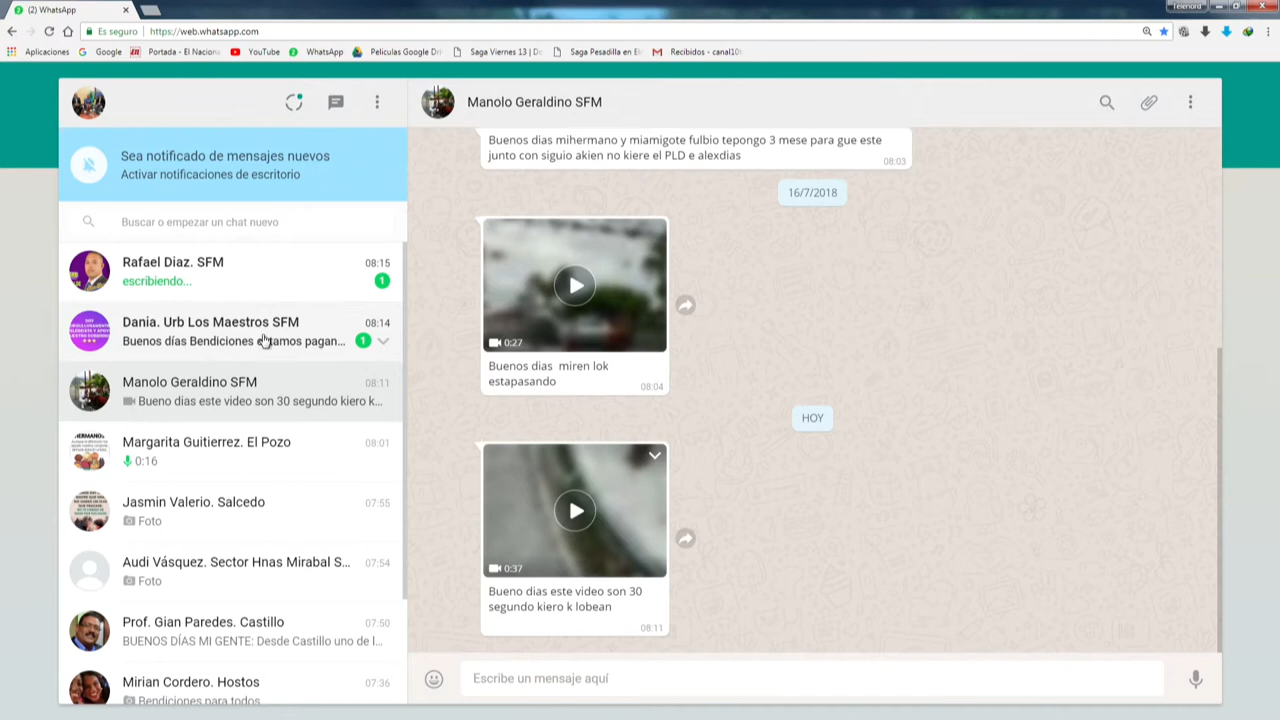 (2) WhatsApp
Telenord
Es seguro
https://web.whatsapp.com
Aplicaciones
Google
Portada - El Naciona
YouTube
WhatsApp
Películas Google Dri
Saga Viernes 13 | De
Saga Pesadilla en El
Recibidos - canal10
Sea notificado de mensajes nuevos
Activar notificaciones de escritorio
Buscar o empezar un chat nuevo
Rafael Diaz. SFM
08:15
escribiendo...
1
Dania. Urb Los Maestros SFM
08:14
Buenos días Bendiciones estamos pagan...
1
Manolo Geraldino SFM
08:11
Bueno dias este video son 30 segundo kiero k...
Margarita Guitierrez. El Pozo
08:01
0:16
Jasmin Valerio. Salcedo
07:55
Foto
Audi Vásquez. Sector Hnas Mirabal S...
07:54
Foto
Prof. Gian Paredes. Castillo
07:50
BUENOS DÍAS MI GENTE: Desde Castillo uno de l...
Mirian Cordero. Hostos
07:36
Bendiciones para todos
Manolo Geraldino SFM
Buenos dias mihermano y miamigote fulbio tepongo 3 mese para gue este
junto con siguio akien no kiere el PLD e alexdias
08:03
16/7/2018
0:27
Buenos dias miren lok
estapasando
08:04
HOY
0:37
Bueno dias este video son 30
segundo kiero k lobean
08:11
Escribe un mensaje aquí